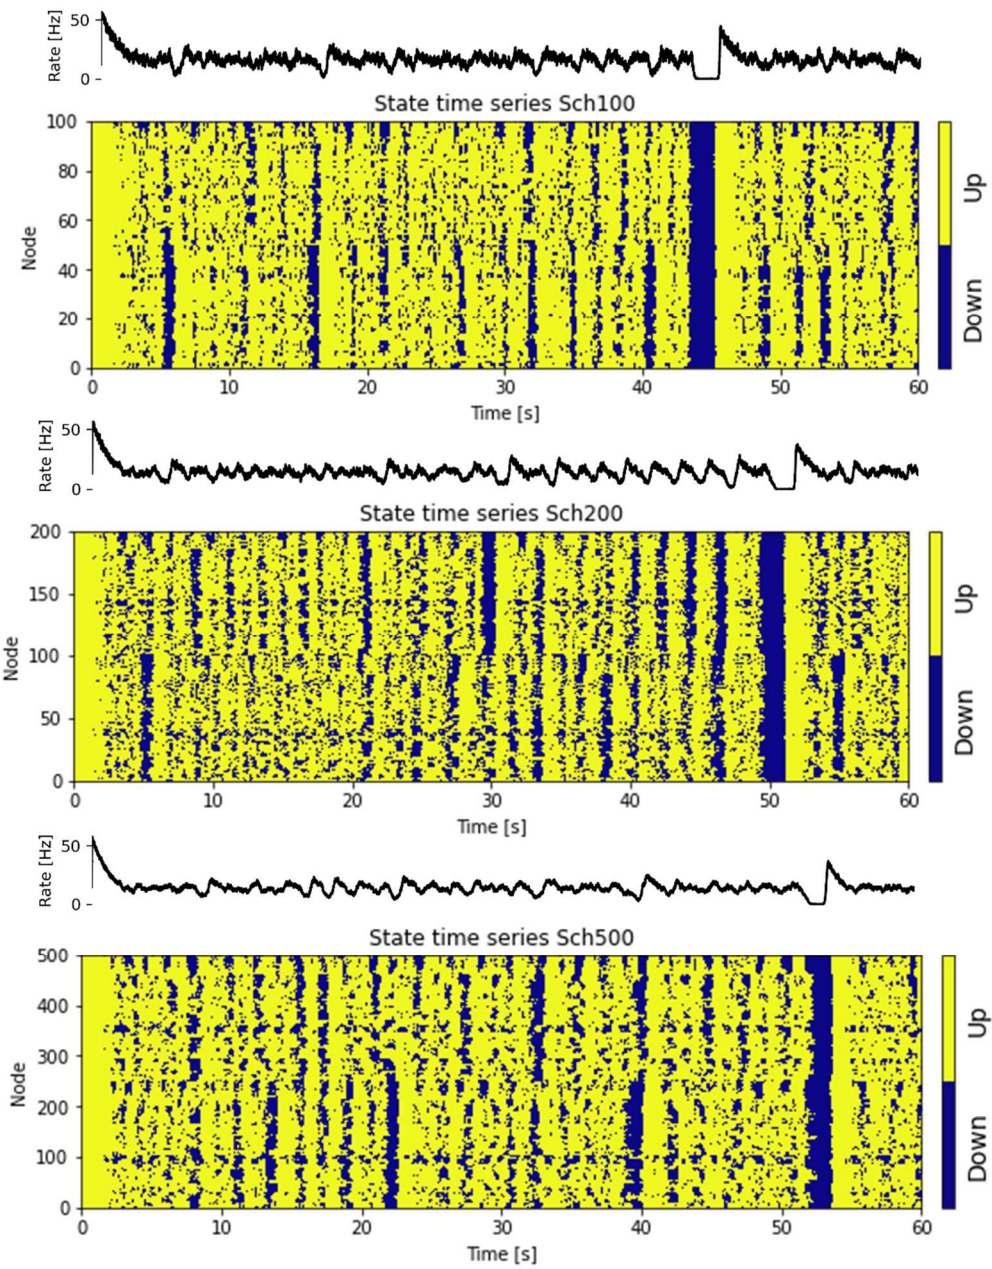 Rate [Hz]
50
0
State time series Sch100
Node
100
80
60
40
20
0
0 10 20 30 40 50 60
Time [s]
Up
Down
Rate [Hz]
50
0
State time series Sch200
Node
200
150
100
50
0
0 10 20 30 40 50 60
Time [s]
Up
Down
Rate [Hz]
50
0
State time series Sch500
Node
500
400
300
200
100
0
0 10 20 30 40 50 60
Time [s]
Up
Down